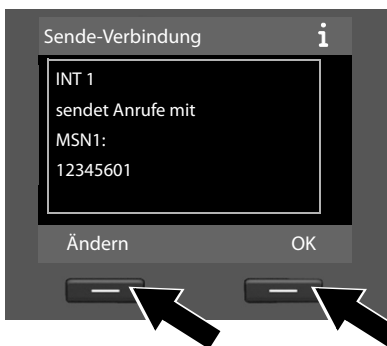 Sende-Verbindung i
INT 1
sendet Anrufe mit
MSN1:
12345601
Ändern OK